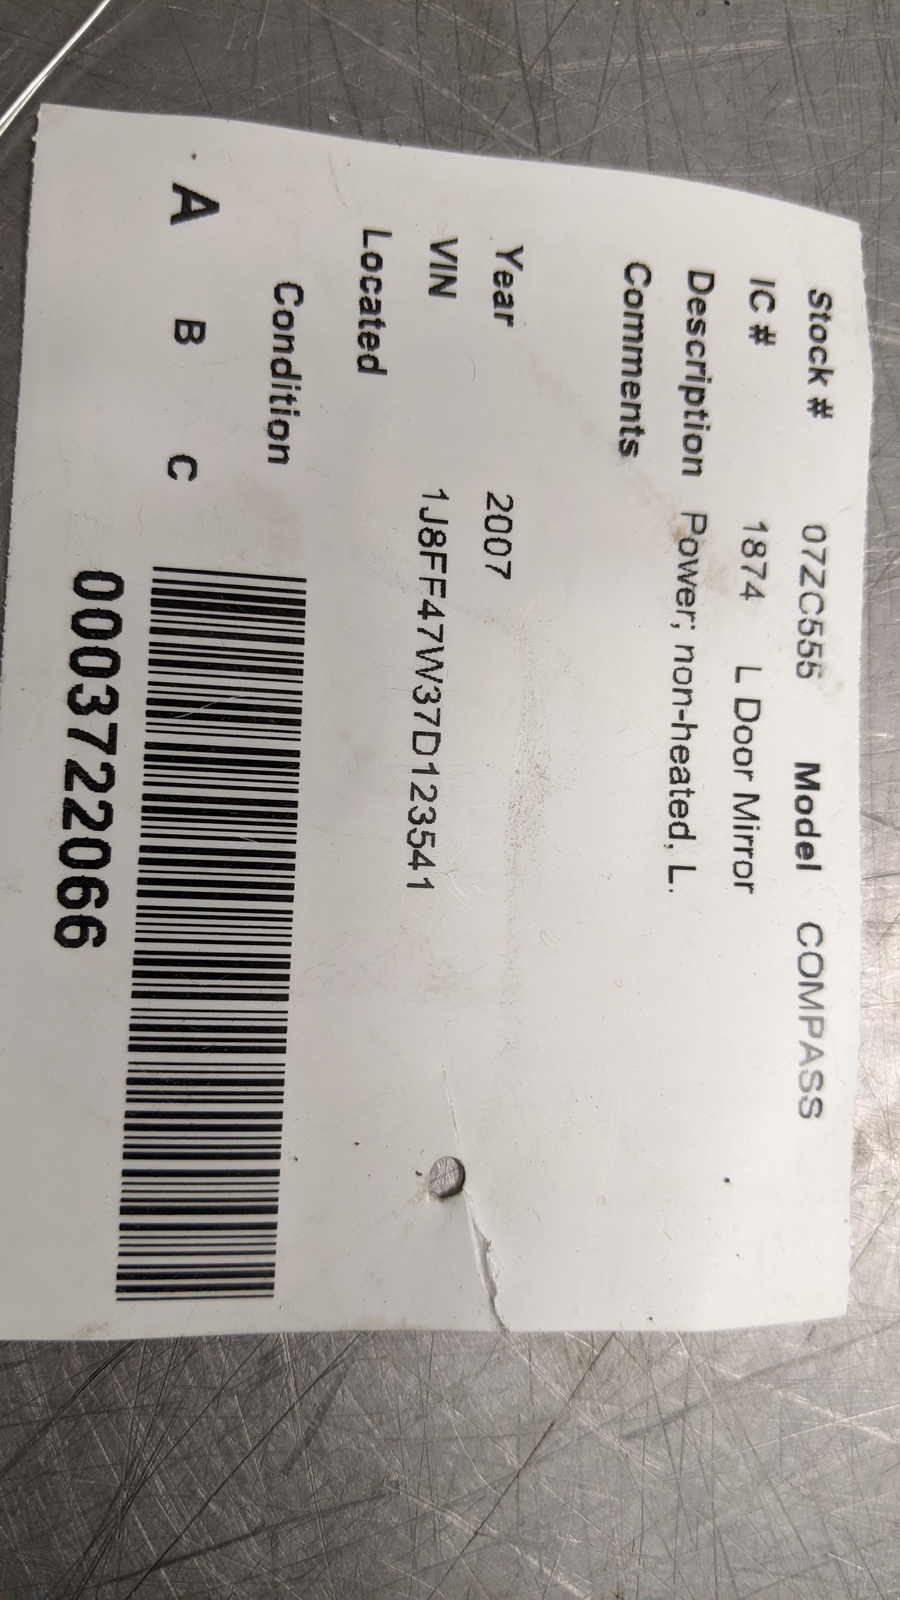 Stock # 07ZC555 Model COMPASS
IC # 1874 L Door Mirror
Description Power; non-heated, L.
Comments
Year 2007
VIN 1J8FF47W37D123541
Located
Condition
A B C
0003722066